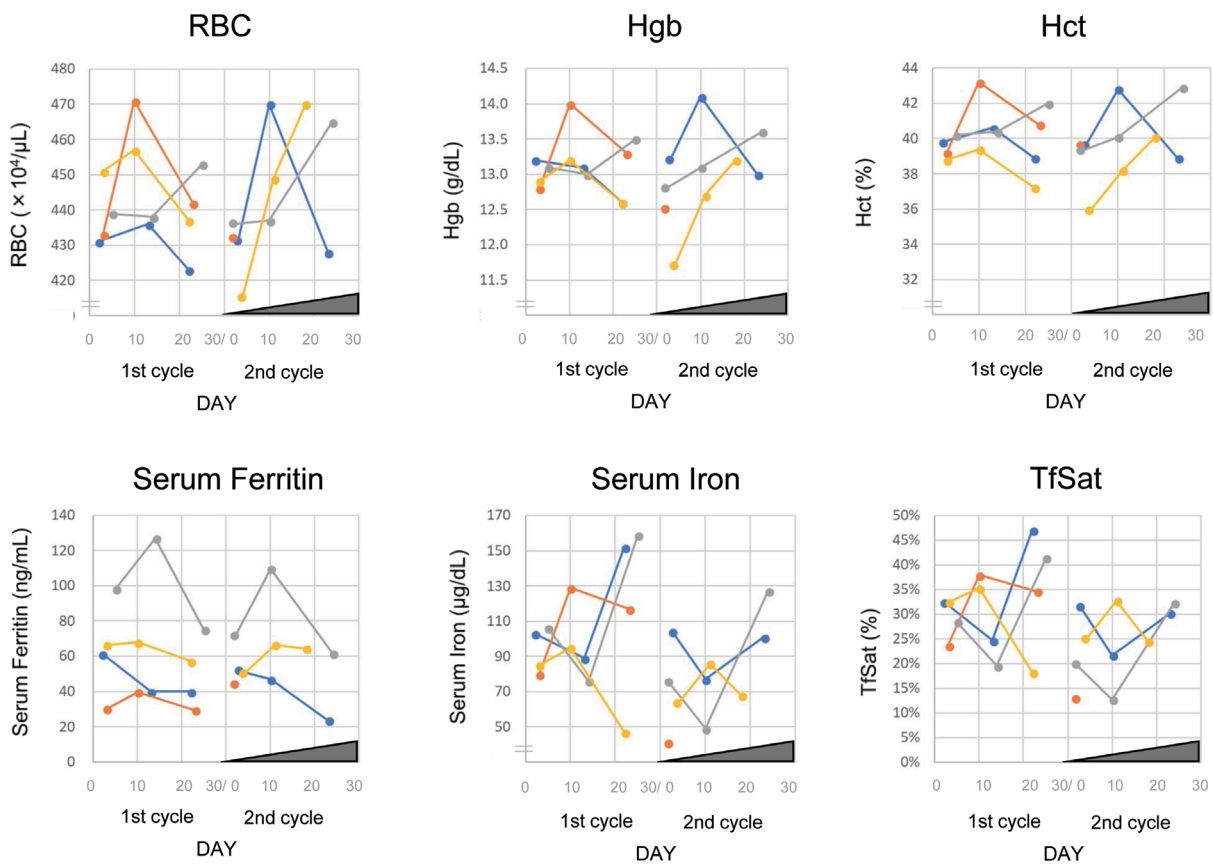 RBC
RBC (×10⁴/μL)
480
470
460
450
440
430
420
0 10 20 30/ 0 10 20 30
1st cycle 2nd cycle
DAY
Hgb
Hgb (g/dL)
14.5
14.0
13.5
13.0
12.5
12.0
11.5
0 10 20 30/ 0 10 20 30
1st cycle 2nd cycle
DAY
Hct
Hct (%)
44
42
40
38
36
34
32
0 10 20 30/ 0 10 20 30
1st cycle 2nd cycle
DAY
Serum Ferritin
Serum Ferritin (ng/mL)
140
120
100
80
60
40
20
0
0 10 20 30/ 0 10 20 30
1st cycle 2nd cycle
DAY
Serum Iron
Serum Iron (μg/dL)
170
150
130
110
90
70
50
0 10 20 30/ 0 10 20 30
1st cycle 2nd cycle
DAY
TfSat
TfSat (%)
50%
45%
40%
35%
30%
25%
20%
15%
10%
5%
0%
0 10 20 30/ 0 10 20 30
1st cycle 2nd cycle
DAY